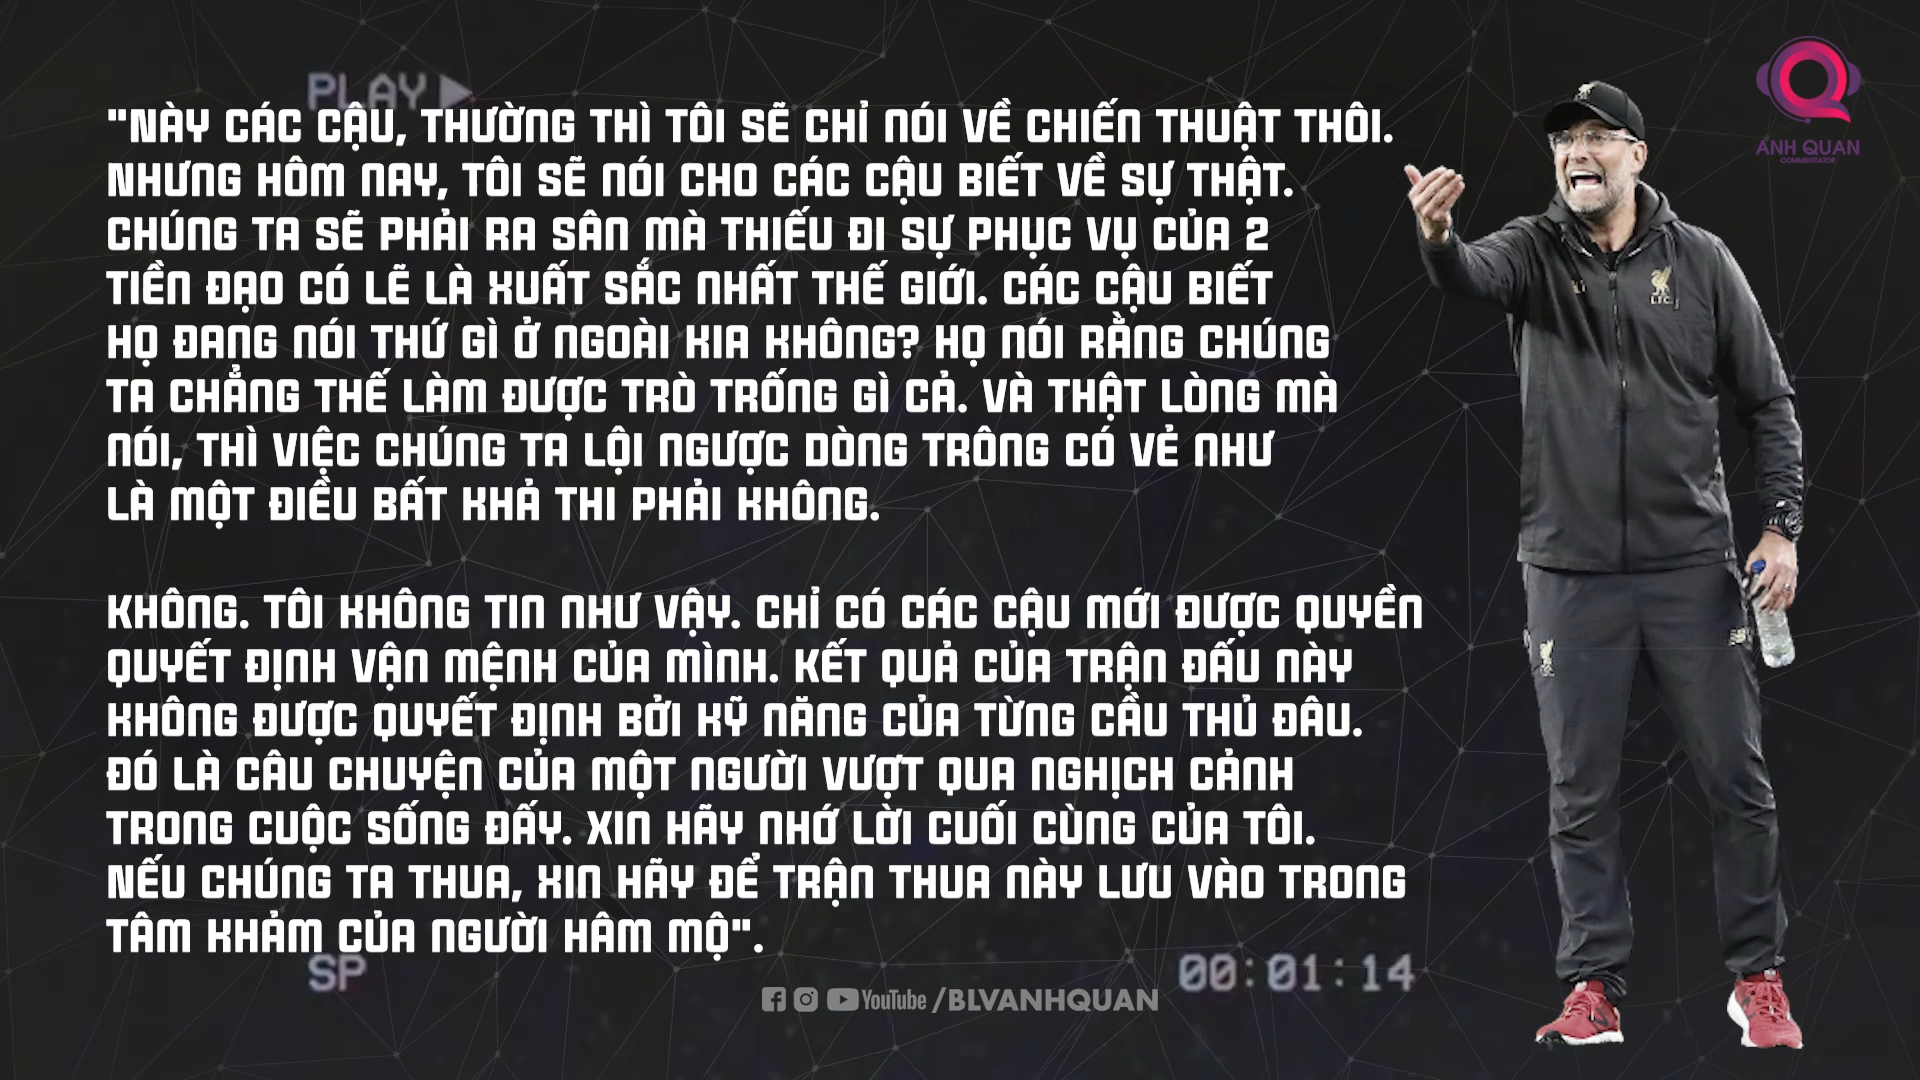 PLAY
"NÀY CÁC CẬU, THƯỜNG THÌ TÔI SẼ CHỈ NÓI VỀ CHIẾN THUẬT THÔI.
NHƯNG HÔM NAY, TÔI SẼ NÓI CHO CÁC CẬU BIẾT VỀ SỰ THẬT.
CHÚNG TA SẼ PHẢI RA SÂN MÀ THIẾU ĐI SỰ PHỤC VỤ CỦA 2
TIỀN ĐẠO CÓ LẼ LÀ XUẤT SẮC NHẤT THẾ GIỚI. CÁC CẬU BIẾT
HỌ ĐANG NÓI THỨ GÌ Ở NGOÀI KIA KHÔNG? HỌ NÓI RẰNG CHÚNG
TA CHẲNG THỂ LÀM ĐƯỢC TRÒ TRỐNG GÌ CẢ. VÀ THẬT LÒNG MÀ
NÓI, THÌ VIỆC CHÚNG TA LỘI NGƯỢC DÒNG TRÔNG CÓ VẺ NHƯ
LÀ MỘT ĐIỀU BẤT KHẢ THI PHẢI KHÔNG.
KHÔNG. TÔI KHÔNG TIN NHƯ VẬY. CHỈ CÓ CÁC CẬU MỚI ĐƯỢC QUYỀN
QUYẾT ĐỊNH VẬN MỆNH CỦA MÌNH. KẾT QUẢ CỦA TRẬN ĐẤU NÀY
KHÔNG ĐƯỢC QUYẾT ĐỊNH BỞI KỸ NĂNG CỦA TỪNG CẦU THỦ ĐÂU.
ĐÓ LÀ CÂU CHUYỆN CỦA MỘT NGƯỜI VƯỢT QUA NGHỊCH CẢNH
TRONG CUỘC SỐNG ĐẤY. XIN HÃY NHỚ LỜI CUỐI CÙNG CỦA TÔI.
NẾU CHÚNG TA THUA, XIN HÃY ĐỂ TRẬN THUA NÀY LƯU VÀO TRONG
TÂM KHẢM CỦA NGƯỜI HÂM MỘ".
SP
00:01:14
YouTube /BLVANHQUAN
ANH QUAN
COMMENTATOR
L.F.C.